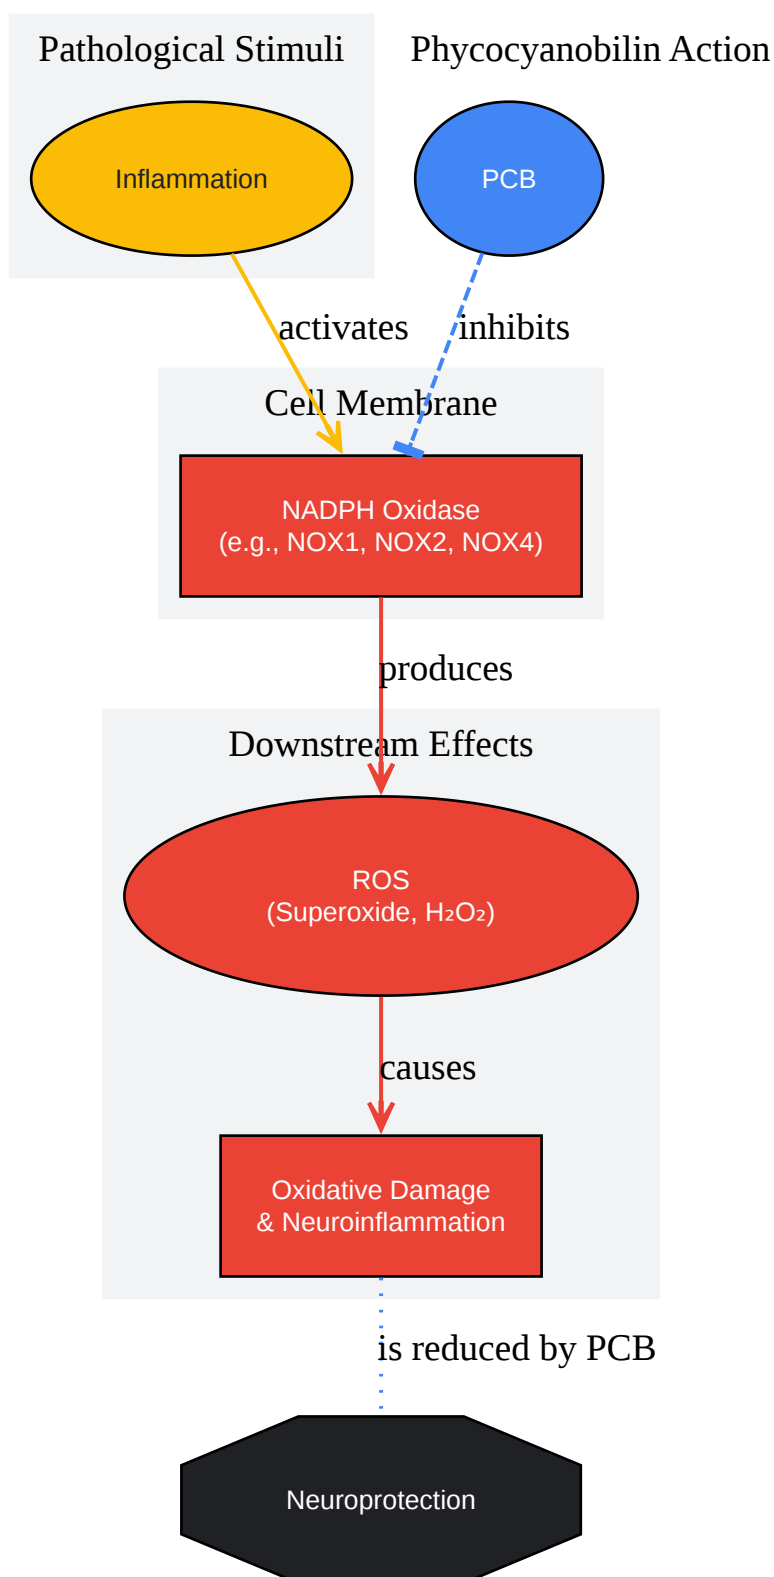 Pathological Stimuli
Phycocyanobilin Action
Inflammation
PCB
activates
inhibits
Cell Membrane
NADPH Oxidase
(e.g., NOX1, NOX2, NOX4)
produces
Downstream Effects
ROS
(Superoxide, H₂O₂)
causes
Oxidative Damage
& Neuroinflammation
is reduced by PCB
Neuroprotection